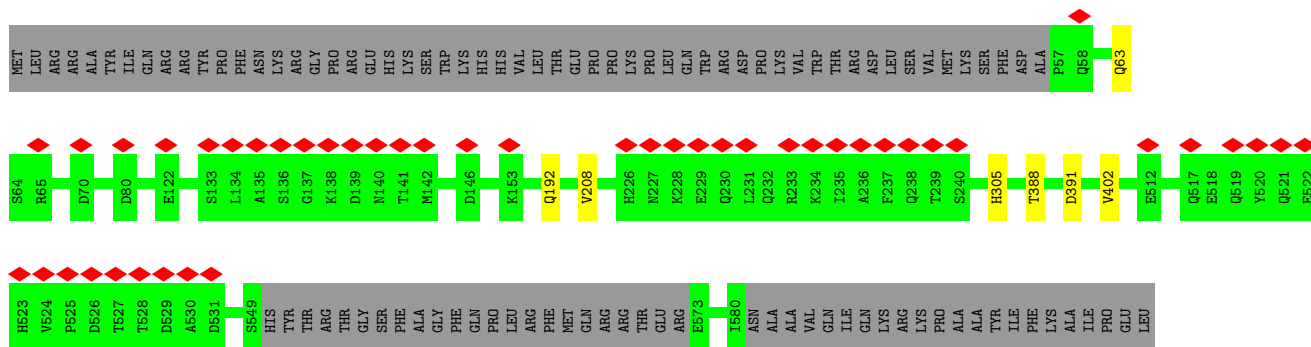 MET LEU ARG ARG ALA TYR ILE GLN ARG ARG TYR PRO PHE ASN LYS ARG GLY PRO ARG GLU HIS LYS SER TRP LYS HIS HIS VAL LEU THR GLU PRO PRO LYS PRO LEU GLN TRP ARG ASP PRO LYS VAL TRP THR ARG ASP LEU SER VAL MET LYS SER PHE ASP ALA P57 Q58 Q63
S64 R65 D70 D80 E122 S133 L134 A135 S136 G137 K138 D139 N140 T141 M142 D146 K153 Q192 V208 H226 N227 K228 E229 Q230 L231 Q232 R233 K234 I235 A236 F237 Q238 T239 S240 H305 T388 D391 V402 E512 Q517 E518 Q519 Y520 Q521 E522
H523 V524 P525 D526 T527 T528 D529 A530 D531 S549 HIS TYR THR ARG THR GLY SER PHE ALA GLY PHE GLN PRO LEU ARG PHE MET GLN ARG ARG THR GLU ARG E573 I580 ASN ALA ALA VAL GLN ILE GLN LYS ARG LYS PRO ALA ALA TYR ILE PHE LYS ALA ILE PRO GLU LEU